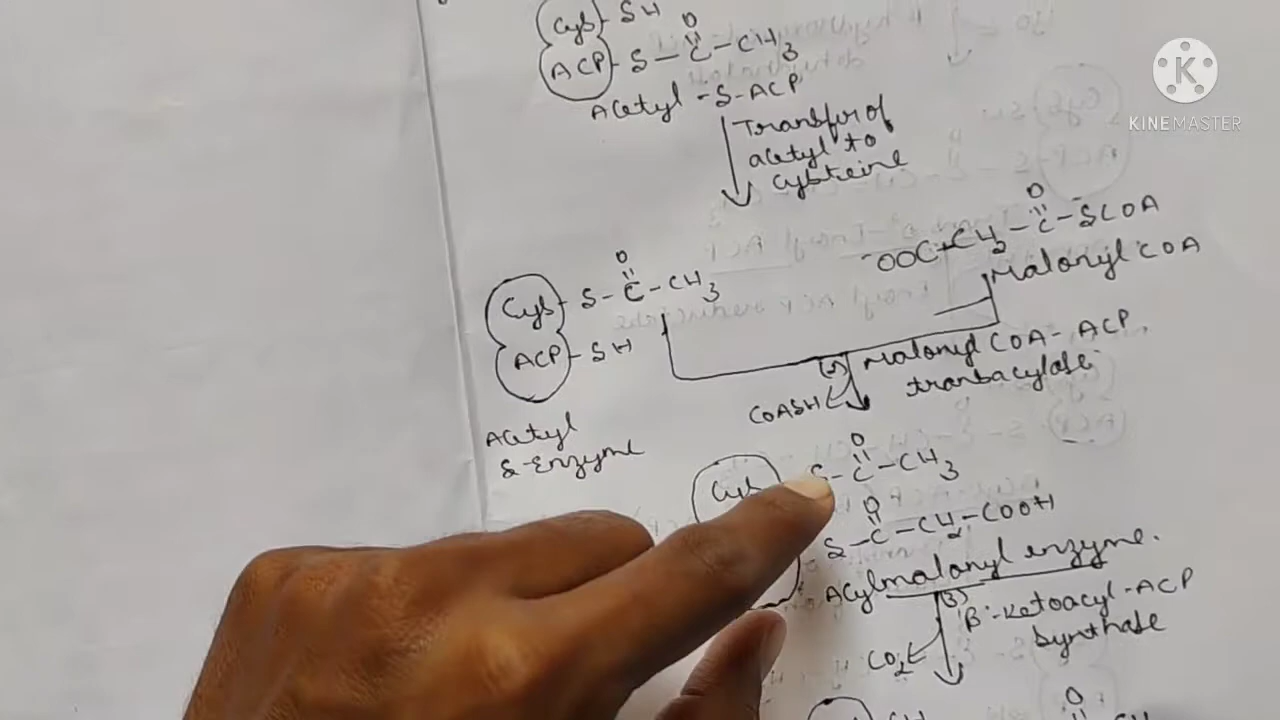 Cys SH
O
ACP S - C - CH3
Acetyl - S - ACP
Transfer of
acetyl to
cysteine
O
-OOC - CH2 - C - SCOA
Malonyl COA
O
Cys - S - C - CH3
ACP - SH
Acetyl
S-Enzyme
(2) Malonyl COA - ACP
transacylase
COASH
O
Cys S - C - CH3
O
S - C - CH2 - COOH
Acylmalonyl enzyme.
(3) β-Ketoacyl-ACP
synthase
CO2
O
KINEMASTER